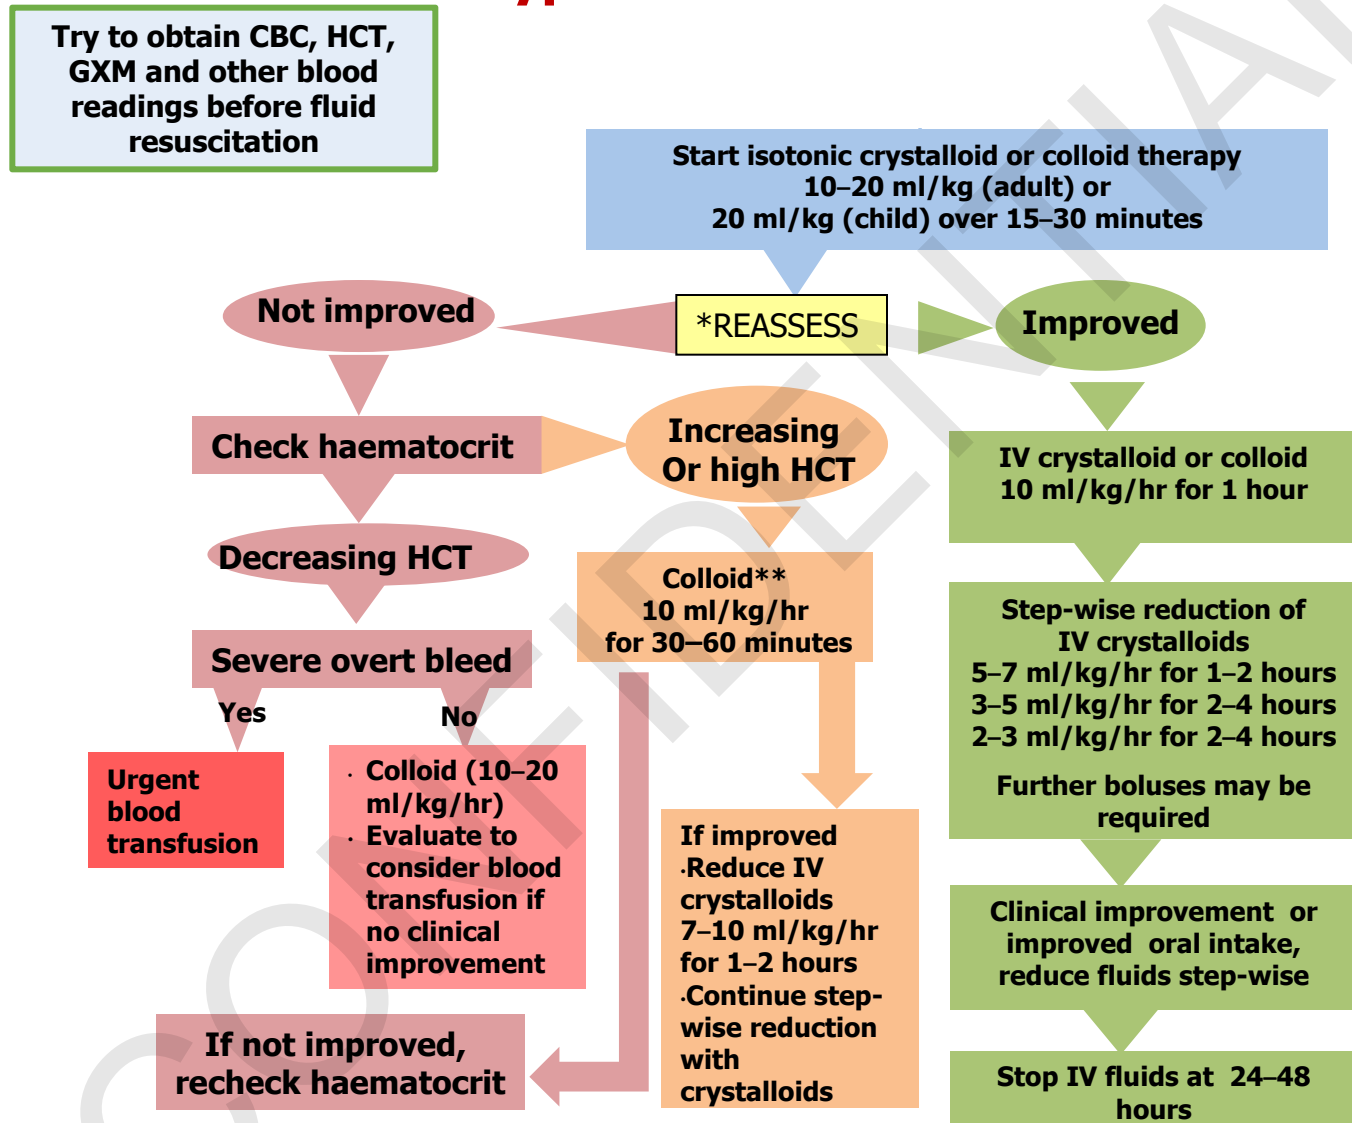 Try to obtain CBC, HCT,
GXM and other blood
readings before fluid
resuscitation
Start isotonic crystalloid or colloid therapy
10–20 ml/kg (adult) or
20 ml/kg (child) over 15–30 minutes
Not improved
*REASSESS
Improved
Check haematocrit
Increasing
Or high HCT
IV crystalloid or colloid
10 ml/kg/hr for 1 hour
Decreasing HCT
Colloid**
10 ml/kg/hr
for 30–60 minutes
Step-wise reduction of
IV crystalloids
5–7 ml/kg/hr for 1–2 hours
3–5 ml/kg/hr for 2–4 hours
2–3 ml/kg/hr for 2–4 hours
Further boluses may be
required
Severe overt bleed
Yes
No
Urgent
blood
transfusion
· Colloid (10–20
ml/kg/hr)
· Evaluate to
consider blood
transfusion if
no clinical
improvement
If improved
·Reduce IV
crystalloids
7–10 ml/kg/hr
for 1–2 hours
·Continue step-
wise reduction
with
crystalloids
Clinical improvement or
improved oral intake,
reduce fluids step-wise
If not improved,
recheck haematocrit
Stop IV fluids at 24–48
hours
CONFIDENTIAL